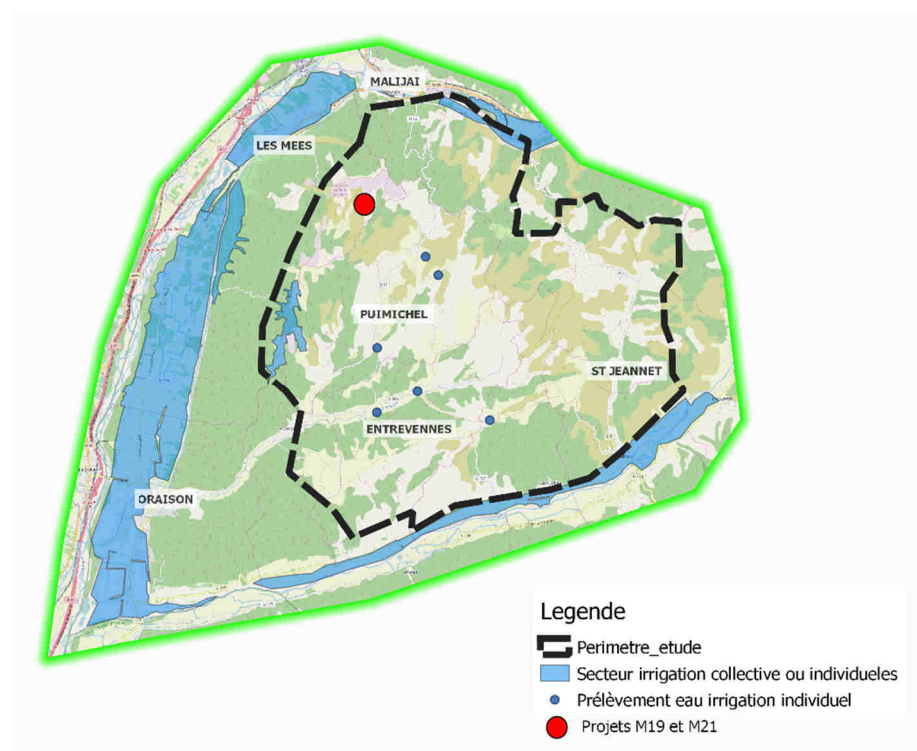 MALIJAI
LES MEES
PUIMICHEL
ST JEANNET
ENTREVENNES
ORAISON
Legende
Perimetre_etude
Secteur irrigation collective ou individueles
Prélèvement eau irrigation individuel
Projets M19 et M21